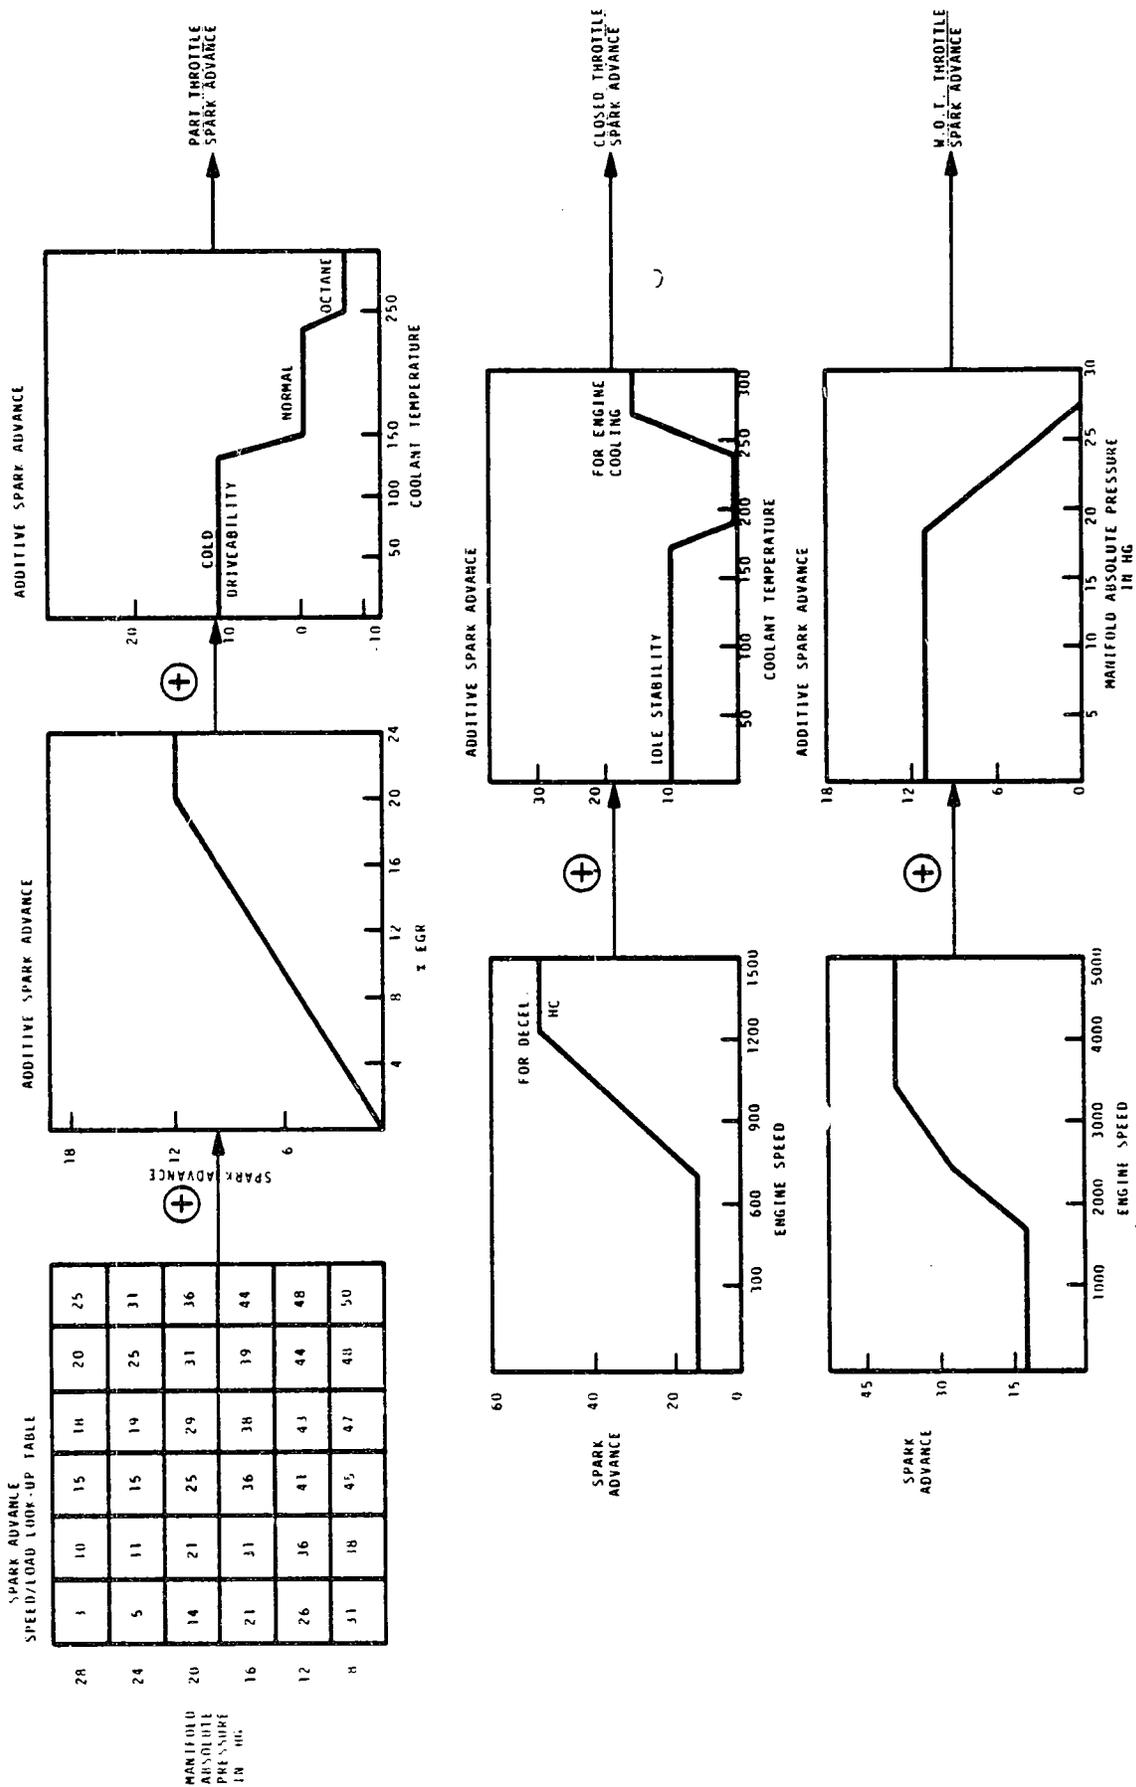 SPARK ADVANCE
SPEED/LOAD LOOK-UP TABLE
MANIFOLD
ABSOLUTE
PRESSURE
IN HG
28 3 10 15 18 20 25
24 5 11 15 19 25 31
20 14 21 25 29 31 36
16 21 31 36 38 39 44
12 26 36 41 43 44 48
8 31 38 45 47 48 50
+
ADDITIVE SPARK ADVANCE
SPARK ADVANCE
18
12
6
4 8 12 16 20 24
% EGR
+
ADDITIVE SPARK ADVANCE
20
10
0
-10
COLD
DRIVEABILITY
NORMAL
OCTANE
50 100 150 250
COOLANT TEMPERATURE
PART THROTTLE
SPARK ADVANCE
SPARK
ADVANCE
60
40
20
0
FOR DECEL.
HC
300 600 900 1200 1500
ENGINE SPEED
+
ADDITIVE SPARK ADVANCE
30
20
10
IDLE STABILITY
FOR ENGINE
COOLING
50 100 150 200 250 300
COOLANT TEMPERATURE
CLOSED THROTTLE
SPARK ADVANCE
SPARK
ADVANCE
45
30
15
1000 2000 3000 4000 5000
ENGINE SPEED
+
ADDITIVE SPARK ADVANCE
18
12
6
0
5 10 15 20 25 30
MANIFOLD ABSOLUTE PRESSURE
IN HG
W.O.T. THROTTLE
SPARK ADVANCE